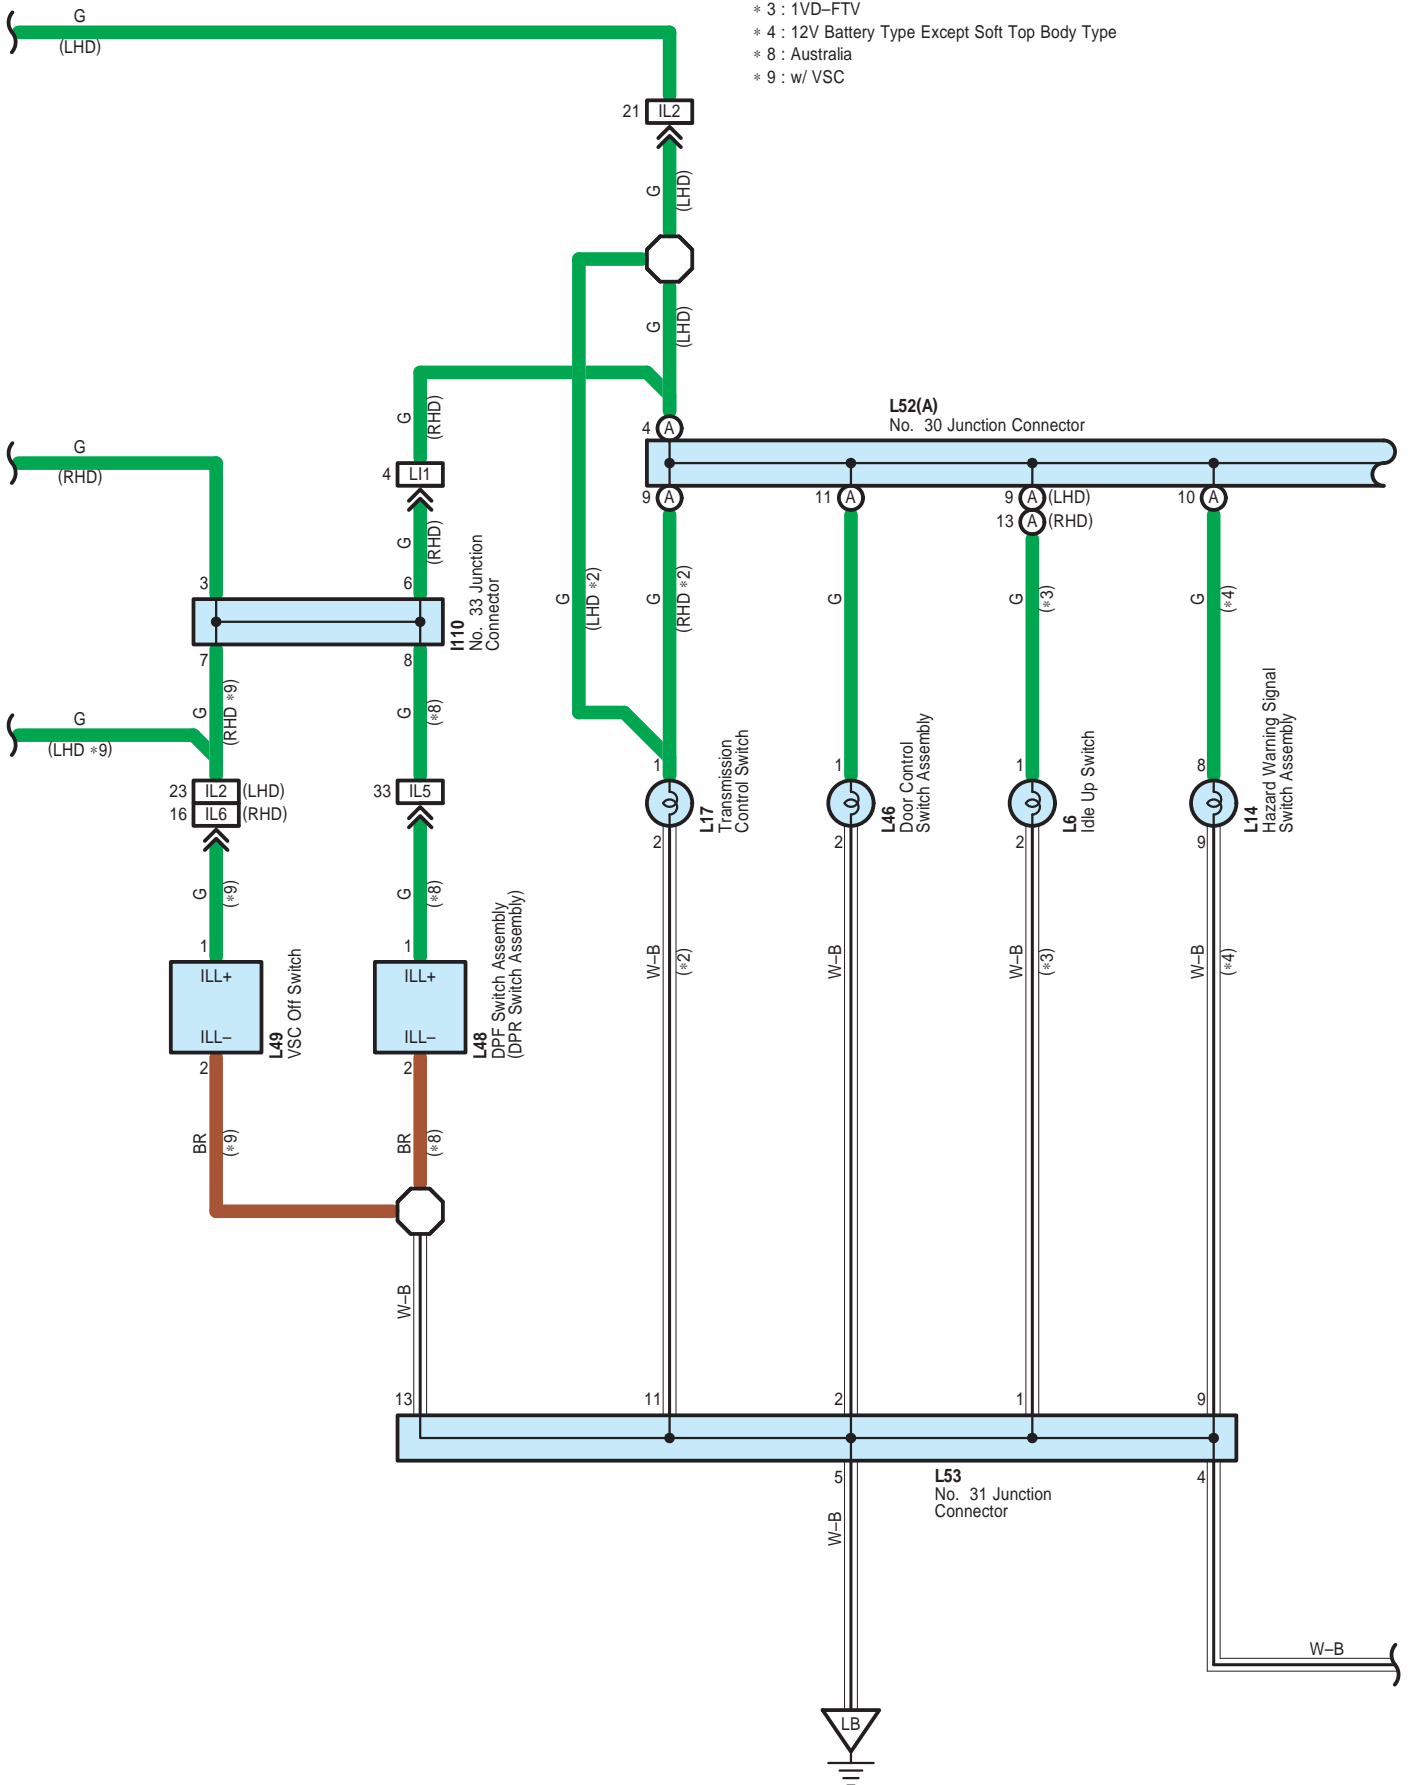 G
(LHD)
∗ 3 : 1VD–FTV
∗ 4 : 12V Battery Type Except Soft Top Body Type
∗ 8 : Australia
∗ 9 : w/ VSC
21 IL2
G
(LHD)
G
(LHD)
G
(RHD)
L52(A)
No. 30 Junction Connector
4 A
G
(RHD)
4 LI1
9 A
11 A
9 A (LHD)
13 A (RHD)
10 A
G
(RHD)
3
6
I110
No. 33 Junction
Connector
G
(LHD ∗2)
G
(RHD ∗2)
G
G
(∗3)
G
(∗4)
7
8
G
(RHD ∗9)
G
(∗8)
G
(LHD ∗9)
23 IL2 (LHD)
16 IL6 (RHD)
33 IL5
1
L17
Transmission
Control Switch
2
1
L46
Door Control
Switch Assembly
2
1
L6
Idle Up Switch
2
8
L14
Hazard Warning Signal
Switch Assembly
9
G
(∗9)
G
(∗8)
1
ILL+
ILL–
L49
VSC Off Switch
2
1
ILL+
ILL–
L48
DPF Switch Assembly
(DPR Switch Assembly)
2
W–B
(∗2)
W–B
W–B
(∗3)
W–B
(∗4)
BR
(∗9)
BR
(∗8)
W–B
13
11
2
1
9
5
L53
No. 31 Junction
Connector
4
W–B
W–B
LB